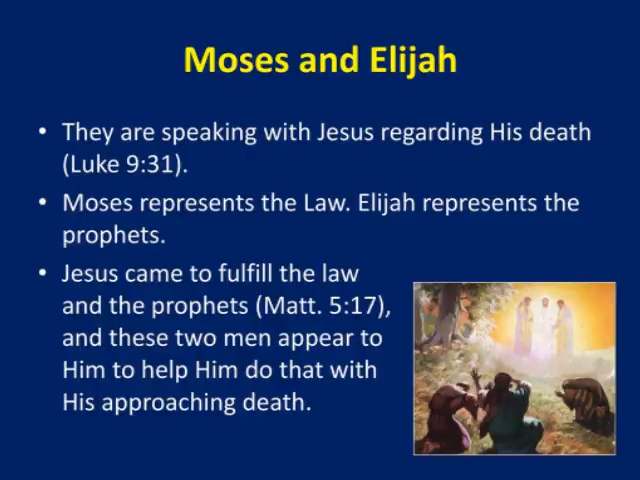 Moses and Elijah
• They are speaking with Jesus regarding His death
(Luke 9:31).
• Moses represents the Law. Elijah represents the
prophets.
• Jesus came to fulfill the law
and the prophets (Matt. 5:17),
and these two men appear to
Him to help Him do that with
His approaching death.